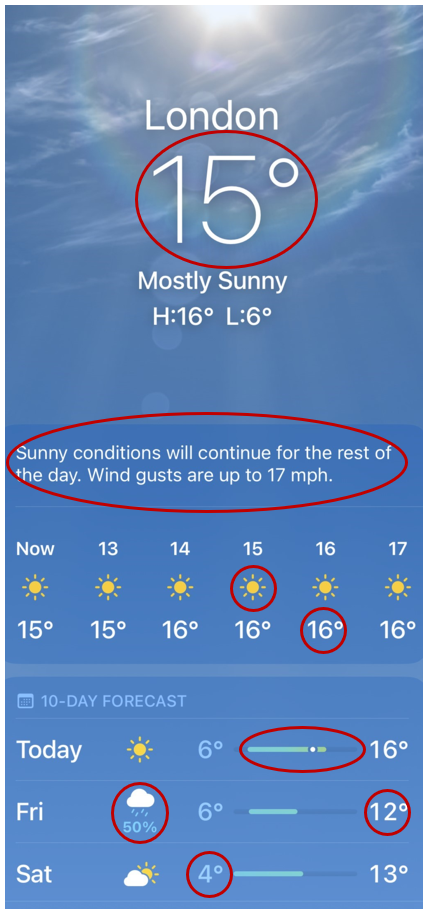 London
15°
Mostly Sunny
H:16° L:6°
Sunny conditions will continue for the rest of
the day. Wind gusts are up to 17 mph.
Now 13 14 15 16 17
15° 15° 16° 16° 16° 16°
10-DAY FORECAST
Today 6° 16°
Fri 50% 6° 12°
Sat 4° 13°